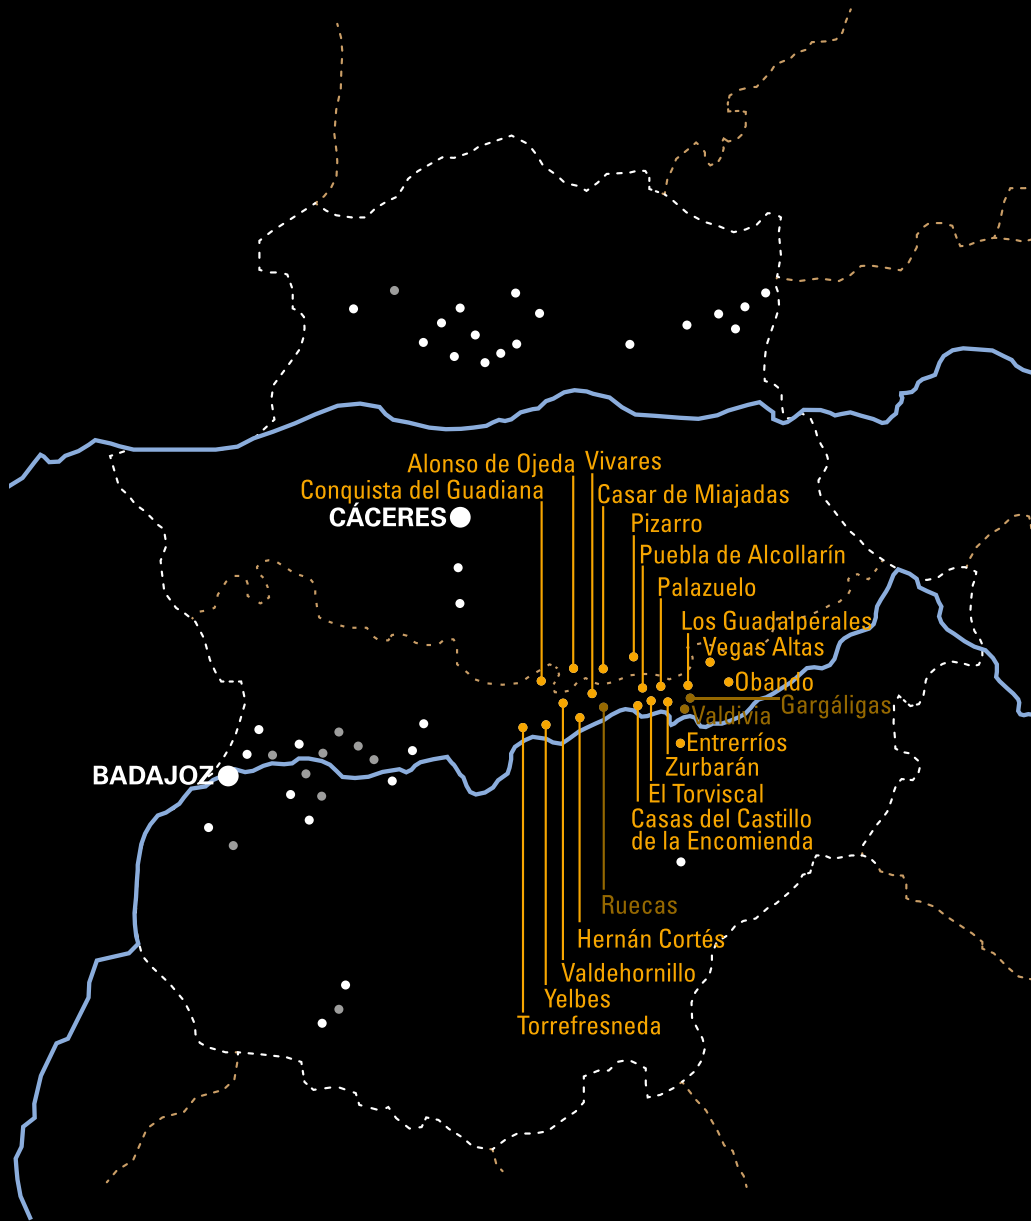 Alonso de Ojeda
Vivares
Conquista del Guadiana
Casar de Miajadas
CÁCERES
Pizarro
Puebla de Alcollarín
Palazuelo
Los Guadalpérales
Vegas Altas
Obando
Gargáligas
Valdivia
Entrerríos
Zurbarán
BADAJOZ
El Torviscal
Casas del Castillo
de la Encomienda
Ruecas
Hernán Cortés
Valdehornillo
Yelbes
Torrefresneda